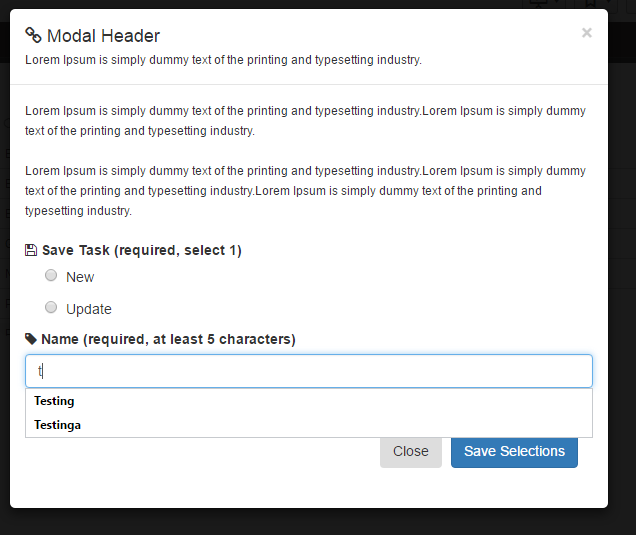 Modal Header ×
Lorem Ipsum is simply dummy text of the printing and typesetting industry.
Lorem Ipsum is simply dummy text of the printing and typesetting industry.Lorem Ipsum is simply dummy
text of the printing and typesetting industry.
Lorem Ipsum is simply dummy text of the printing and typesetting industry.Lorem Ipsum is simply dummy
text of the printing and typesetting industry.Lorem Ipsum is simply dummy text of the printing and
typesetting industry.
Save Task (required, select 1)
New
Update
Name (required, at least 5 characters)
t
Testing
Testinga
Close Save Selections